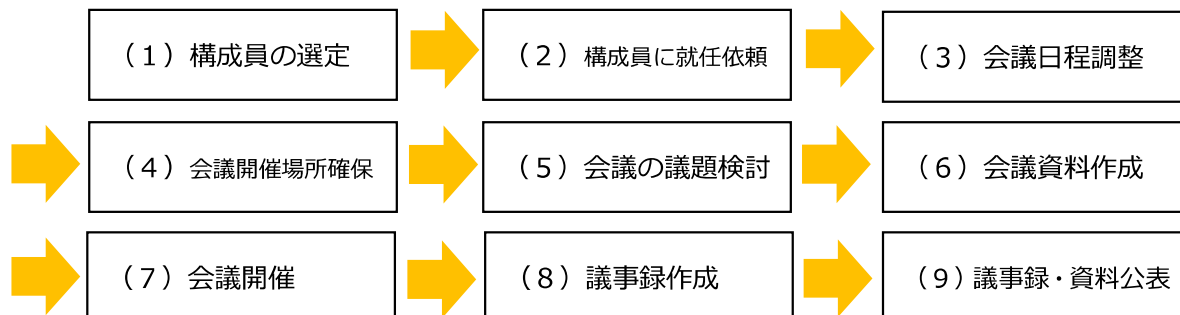 （1）構成員の選定
（2）構成員に就任依頼
（3）会議日程調整
（4）会議開催場所確保
（5）会議の議題検討
（6）会議資料作成
（7）会議開催
（8）議事録作成
（9）議事録・資料公表